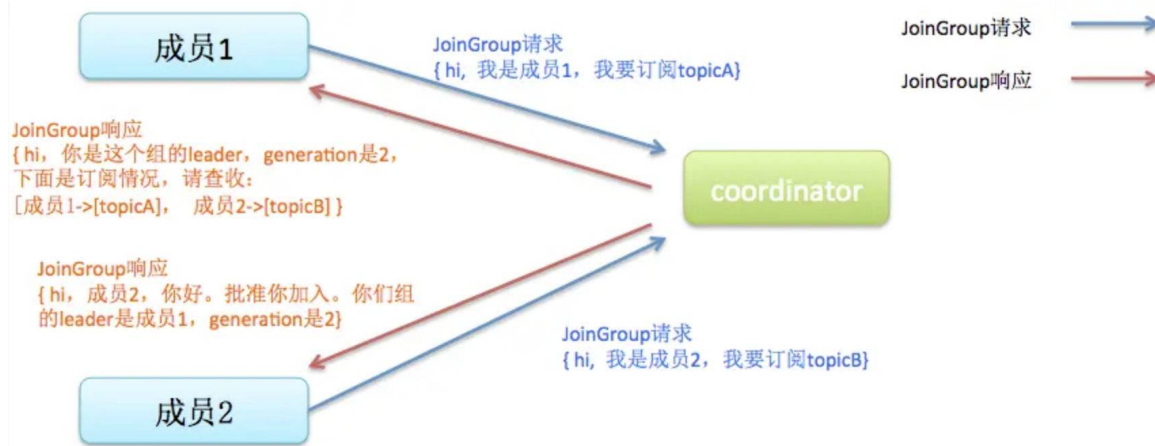 成员1
JoinGroup请求
{ hi, 我是成员1，我要订阅topicA}
JoinGroup请求
JoinGroup响应
JoinGroup响应
{ hi，你是这个组的leader，generation是2，
下面是订阅情况，请查收：
[成员1->[topicA]， 成员2->[topicB] }
coordinator
JoinGroup响应
{ hi，成员2，你好。批准你加入。你们组
的leader是成员1，generation是2}
JoinGroup请求
{ hi, 我是成员2，我要订阅topicB}
成员2